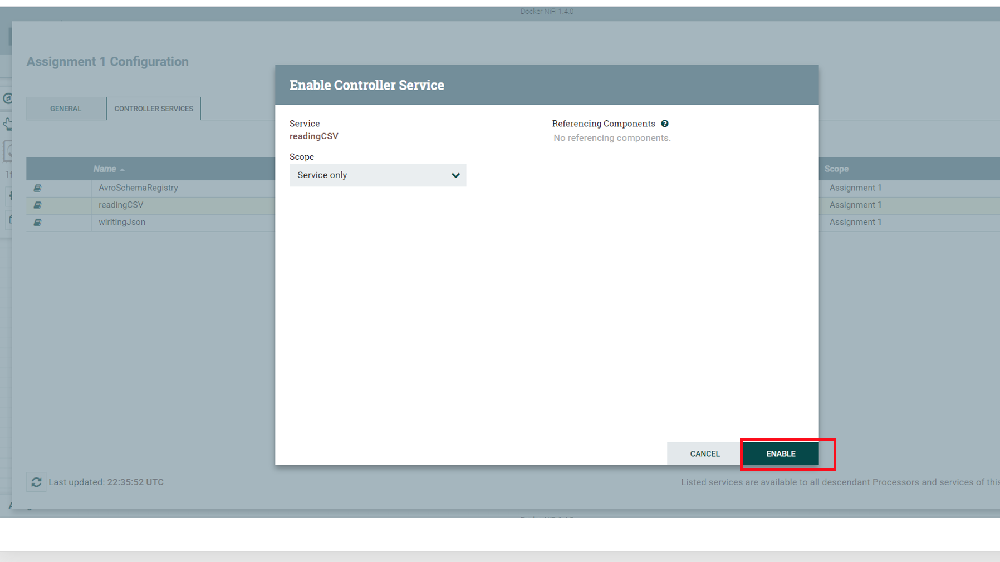 Docker NiFi 1.4.0
Assignment 1 Configuration
Enable Controller Service
GENERAL
CONTROLLER SERVICES
Service
readingCSV
Referencing Components
No referencing components.
Scope
Service only
Name
Scope
AvroSchemaRegistry
Assignment 1
readingCSV
Assignment 1
wiritingJson
Assignment 1
CANCEL
ENABLE
Last updated: 22:35:52 UTC
Listed services are available to all descendant Processors and services of this